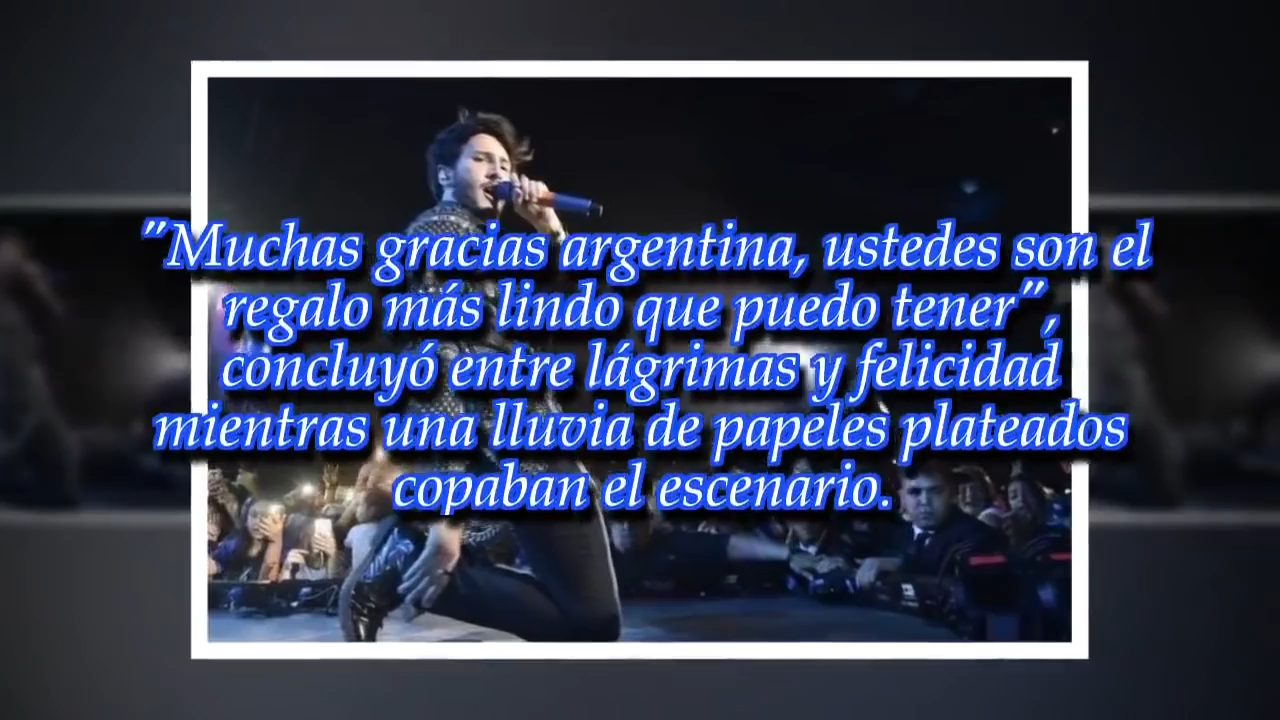 "Muchas gracias argentina, ustedes son el
regalo más lindo que puedo tener",
concluyó entre lágrimas y felicidad
mientras una lluvia de papeles plateados
copaban el escenario.